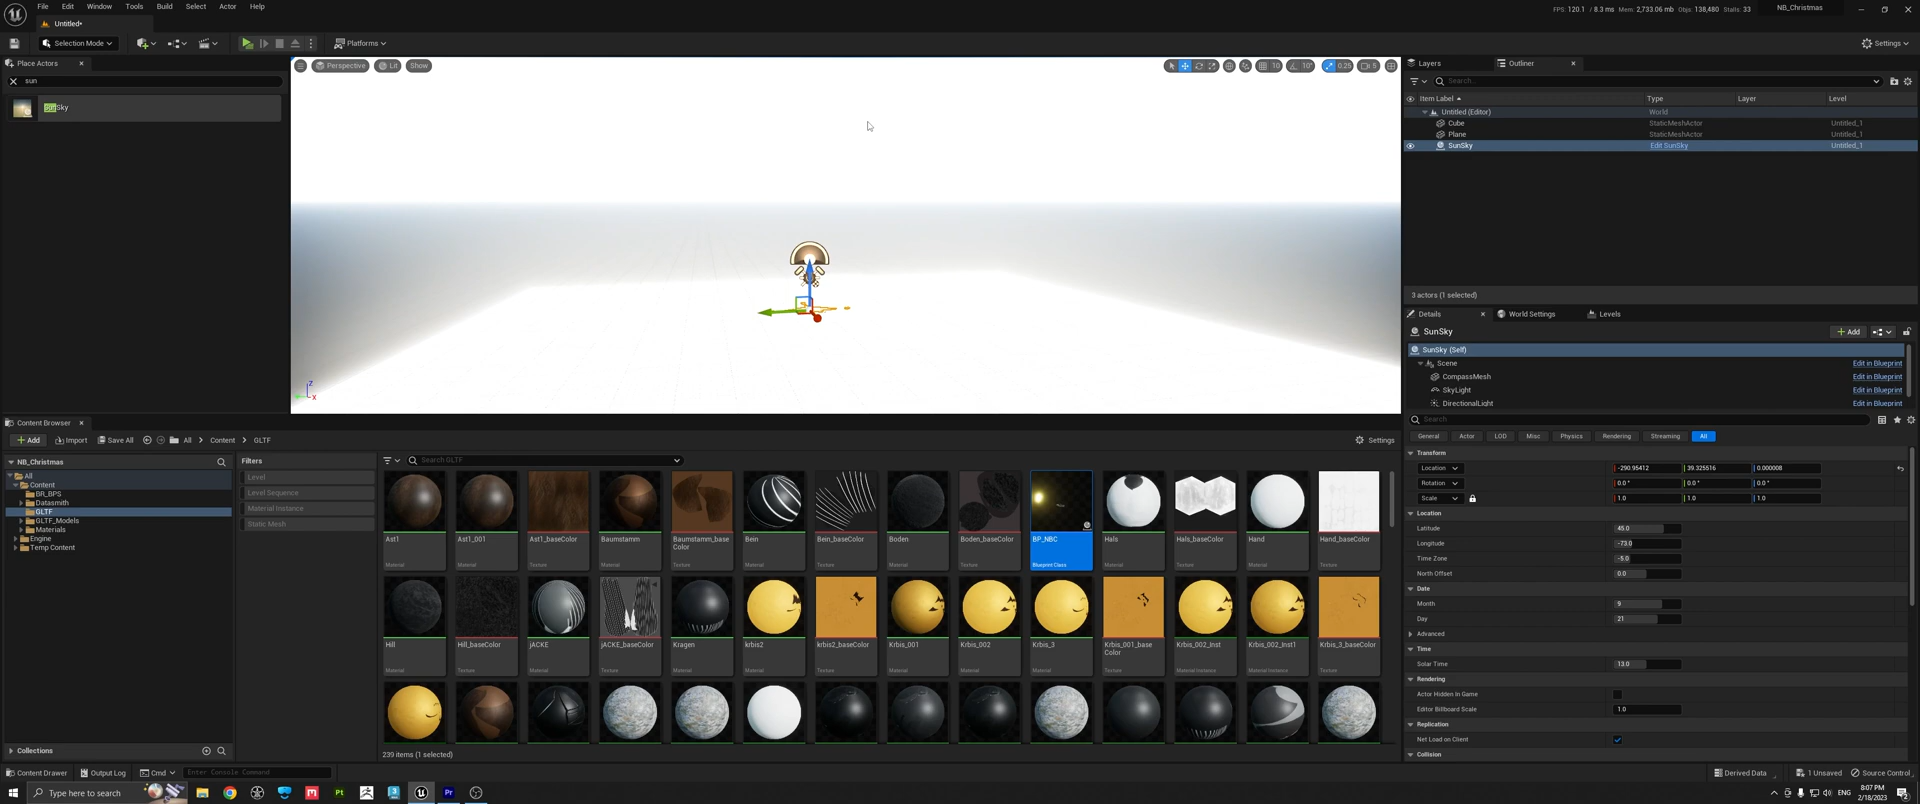 File Edit Window Tools Build Select Actor Help
FPS: 120.1 / 8.3 ms Mem: 2,733.06 mb Objs: 138,480 Stalls: 33
NB_Christmas
Untitled*
Selection Mode
Platforms
Settings
Place Actors
sun
SunSky
Perspective Lit Show
10 10° 0.25 5
Layers Outliner
Search...
Item Label Type Layer Level
Untitled (Editor) World
Cube StaticMeshActor Untitled_1
Plane StaticMeshActor Untitled_1
SunSky Edit SunSky Untitled_1
3 actors (1 selected)
Details World Settings Levels
SunSky
Add
SunSky (Self)
Scene Edit in Blueprint
CompassMesh Edit in Blueprint
SkyLight Edit in Blueprint
DirectionalLight Edit in Blueprint
Search
General Actor LOD Misc Physics Rendering Streaming All
Transform
Location -290.95412 39.325516 0.000008
Rotation 0.0 ° 0.0 ° 0.0 °
Scale 1.0 1.0 1.0
Location
Latitude 45.0
Longitude -73.0
Time Zone -5.0
North Offset 0.0
Date
Month 9
Day 21
Advanced
Time
Solar Time 13.0
Rendering
Actor Hidden In Game
Editor Billboard Scale 1.0
Replication
Net Load on Client
Collision
Z
X
Content Browser
Add Import Save All All > Content > GLTF
Settings
NB_Christmas
All
Content
BR_BPS
Datasmith
GLTF
GLTF_Models
Materials
Engine
Temp Content
Collections
Filters
Level
Level Sequence
Material Instance
Static Mesh
Search GLTF
Ast1 Ast1_001 Ast1_baseColor Baumstamm Baumstamm_base Color Bein Bein_baseColor Boden Boden_baseColor BP_NBC Hals Hals_baseColor Hand Hand_baseColor
Material Material Texture Material Texture Material Texture Material Texture Blueprint Class Material Texture Material Texture
Hill Hill_baseColor jACKE jACKE_baseColor Kragen krbis2 krbis2_baseColor Krbis_001 Krbis_002 Krbis_3 Krbis_001_base Color Krbis_002_Inst Krbis_002_Inst1 Krbis_3_baseColor
Material Texture Material Texture Material Material Texture Material Material Material Texture Material Instance Material Instance Texture
239 items (1 selected)
Content Drawer Output Log Cmd Enter Console Command
Derived Data 1 Unsaved Source Control
Type here to search
Pt 3 Pr
ENG
8:07 PM
2/18/2023
2